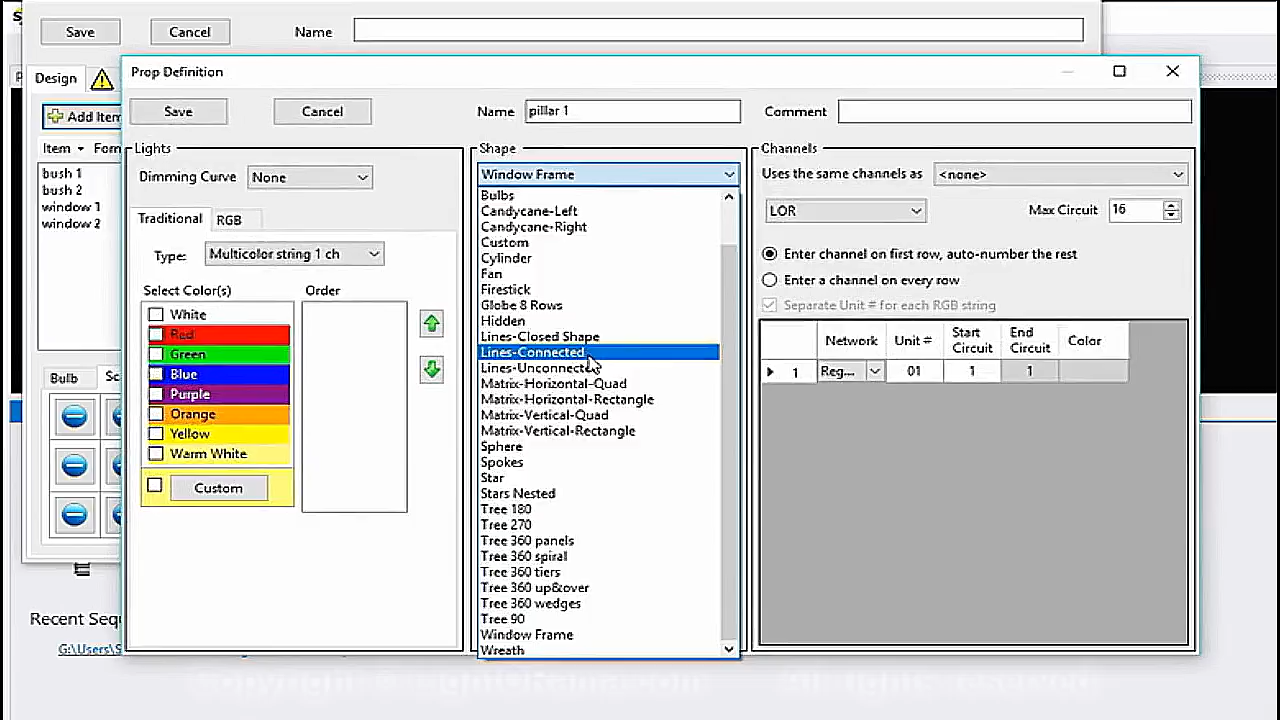 Save Cancel Name
Design
Prop Definition
Add Item
Save Cancel Name pillar 1 Comment
Item Form
Lights Shape Channels
bush 1
bush 2
window 1
window 2
Dimming Curve None
Window Frame
Uses the same channels as <none>
Traditional RGB
LOR Max Circuit 16
Type: Multicolor string 1 ch
Enter channel on first row, auto-number the rest
Enter a channel on every row
Separate Unit # for each RGB string
Select Color(s) Order
White
Red
Green
Blue
Purple
Orange
Yellow
Warm White
Custom
Bulbs
Candycane-Left
Candycane-Right
Custom
Cylinder
Fan
Firestick
Globe 8 Rows
Hidden
Lines-Closed Shape
Lines-Connected
Lines-Unconnected
Matrix-Horizontal-Quad
Matrix-Horizontal-Rectangle
Matrix-Vertical-Quad
Matrix-Vertical-Rectangle
Sphere
Spokes
Star
Stars Nested
Tree 180
Tree 270
Tree 360 panels
Tree 360 spiral
Tree 360 tiers
Tree 360 up&over
Tree 360 wedges
Tree 90
Window Frame
Wreath
Network Unit # Start Circuit End Circuit Color
1 Reg... 01 1 1
Bulb Sc
Recent Sequ
G:\Users\S